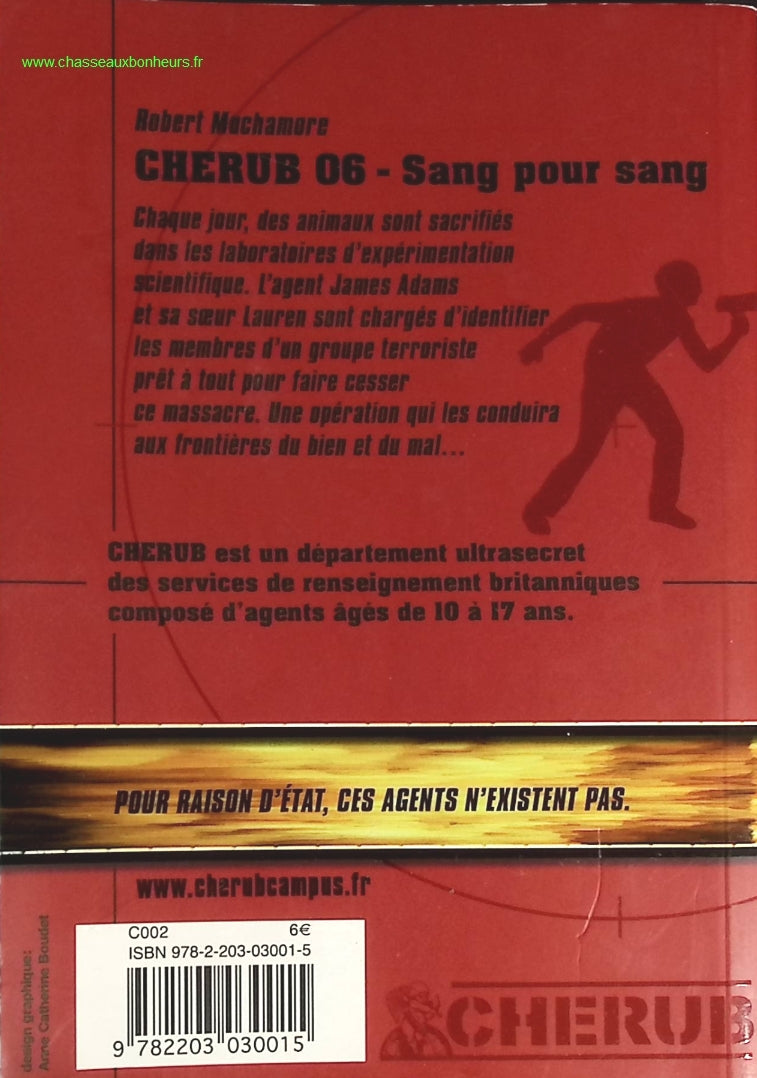 www.chasseauxbonheurs.fr
Robert Muchamore
CHERUB 06 - Sang pour sang
Chaque jour, des animaux sont sacrifiés
dans les laboratoires d'expérimentation
scientifique. L'agent James Adams
et sa sœur Lauren sont chargés d'identifier
les membres d'un groupe terroriste
prêt à tout pour faire cesser
ce massacre. Une opération qui les conduira
aux frontières du bien et du mal...
CHERUB est un département ultrasecret
des services de renseignement britanniques
composé d'agents âgés de 10 à 17 ans.
POUR RAISON D'ÉTAT, CES AGENTS N'EXISTENT PAS.
www.cherubcampus.fr
design graphique:
Anne Catherine Boudet
C002 6€
ISBN 978-2-203-03001-5
9 782203 030015
CHERUB